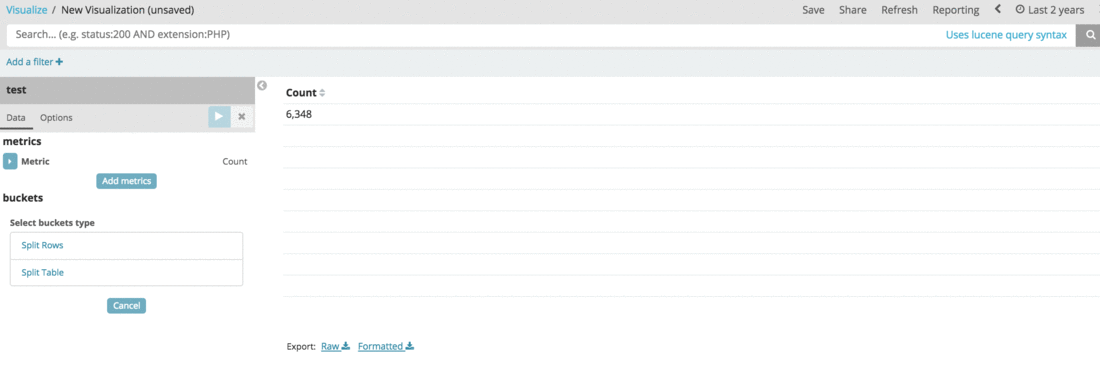 Visualize / New Visualization (unsaved)
Save Share Refresh Reporting Last 2 years
Search... (e.g. status:200 AND extension:PHP)
Uses lucene query syntax
Add a filter
test
Data Options
metrics
Metric Count
Add metrics
buckets
Select buckets type
Split Rows
Split Table
Cancel
Count
6,348
Export: Raw Formatted